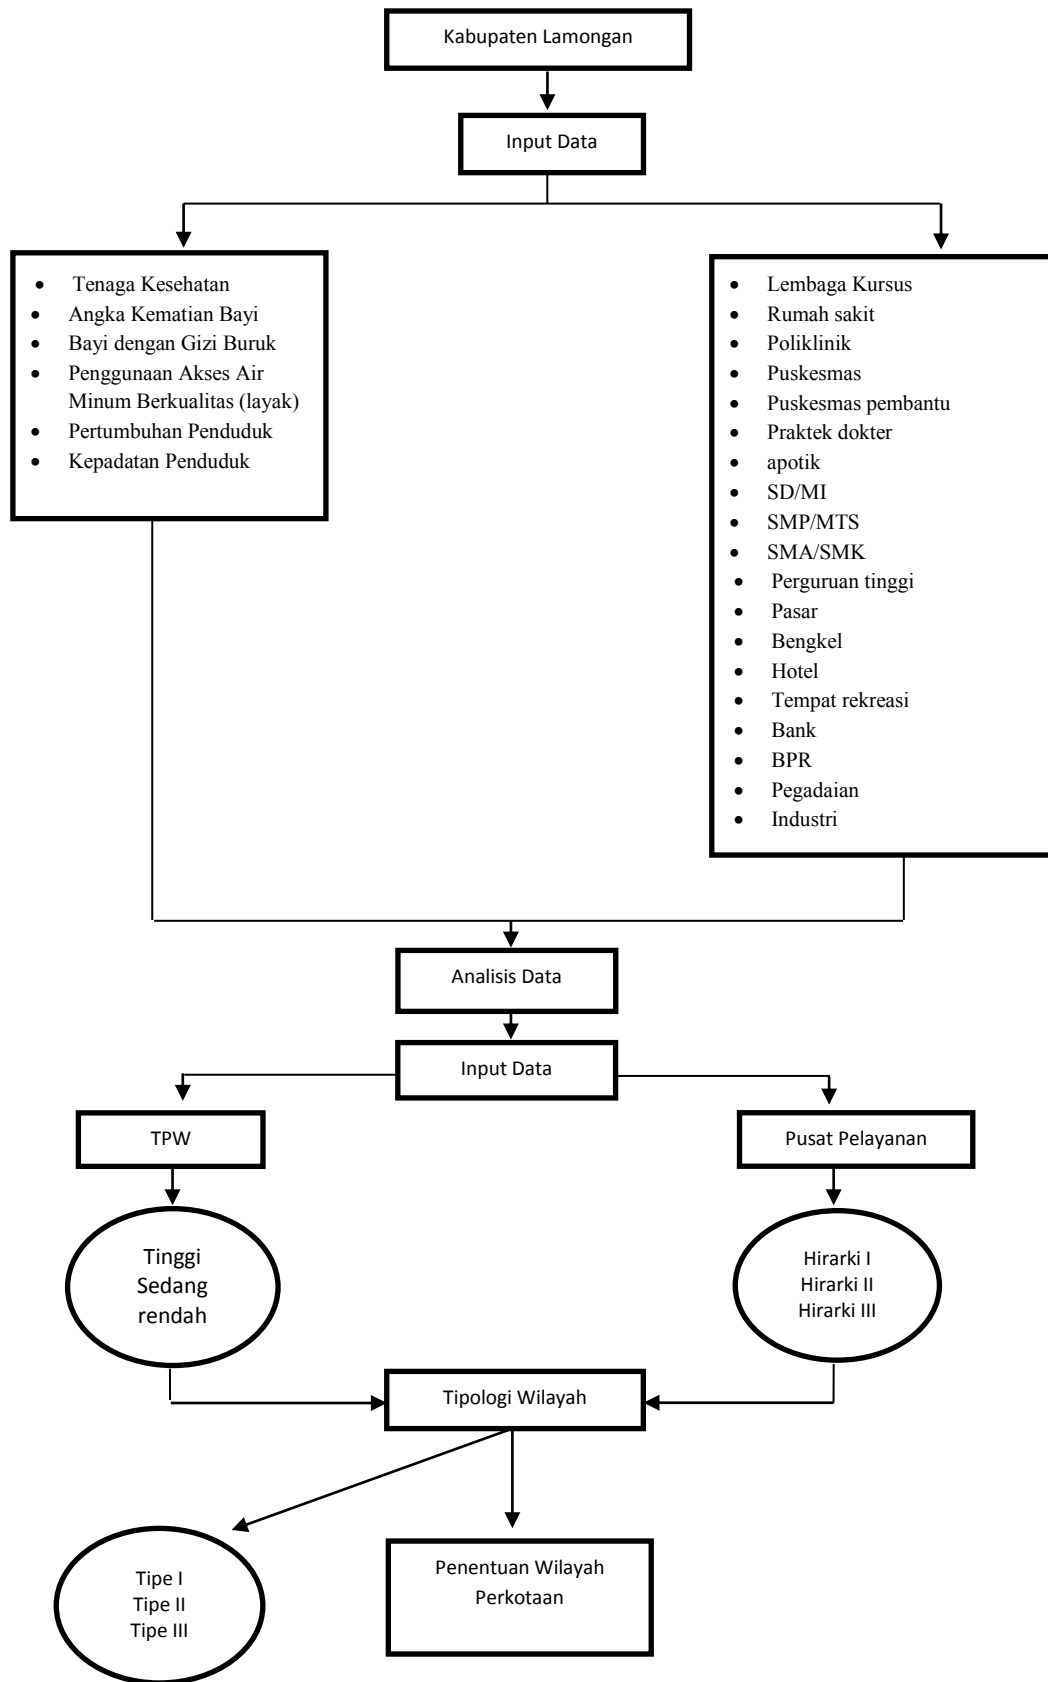 Kabupaten Lamongan
Input Data
• Tenaga Kesehatan
• Angka Kematian Bayi
• Bayi dengan Gizi Buruk
• Penggunaan Akses Air
Minum Berkualitas (layak)
• Pertumbuhan Penduduk
• Kepadatan Penduduk
• Lembaga Kursus
• Rumah sakit
• Poliklinik
• Puskesmas
• Puskesmas pembantu
• Praktek dokter
• apotik
• SD/MI
• SMP/MTS
• SMA/SMK
• Perguruan tinggi
• Pasar
• Bengkel
• Hotel
• Tempat rekreasi
• Bank
• BPR
• Pegadaian
• Industri
Analisis Data
Input Data
TPW
Pusat Pelayanan
Tinggi
Sedang
rendah
Hirarki I
Hirarki II
Hirarki III
Tipologi Wilayah
Tipe I
Tipe II
Tipe III
Penentuan Wilayah
Perkotaan